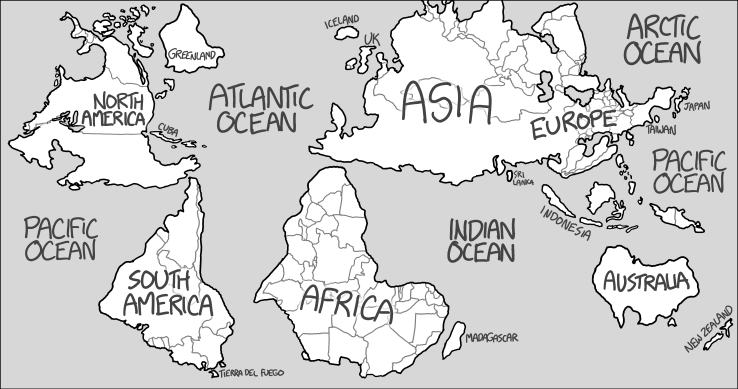 ICELAND
UK
GREENLAND
ARCTIC
OCEAN
NORTH
AMERICA
CUBA
ATLANTIC
OCEAN
ASIA
EUROPE
JAPAN
TAIWAN
SRI
LANKA
PACIFIC
OCEAN
INDONESIA
PACIFIC
OCEAN
INDIAN
OCEAN
SOUTH
AMERICA
AFRICA
AUSTRALIA
MADAGASCAR
NEW ZEALAND
TIERRA DEL FUEGO